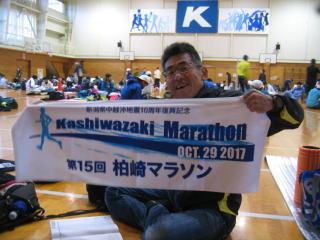 K
新潟県中越沖地震10周年復興記念
Kashiwazaki Marathon
OCT. 29 2017
第15回 柏崎マラソン